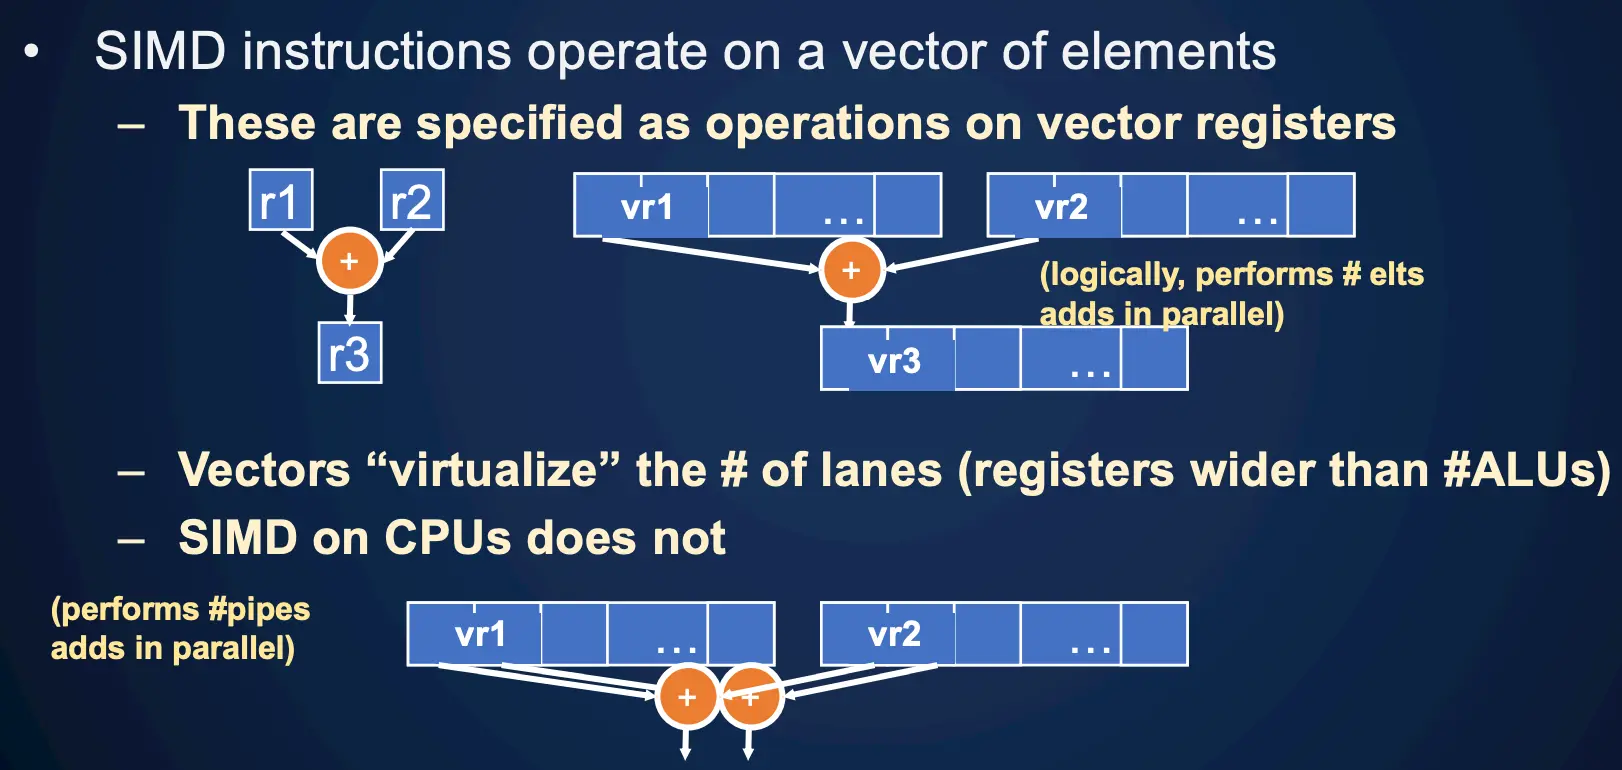 • SIMD instructions operate on a vector of elements
– These are specified as operations on vector registers
r1 r2
+
r3
vr1 ... vr2 ...
+
(logically, performs # elts
adds in parallel)
vr3 ...
– Vectors “virtualize” the # of lanes (registers wider than #ALUs)
– SIMD on CPUs does not
(performs #pipes
adds in parallel)
vr1 ... vr2 ...
+ +